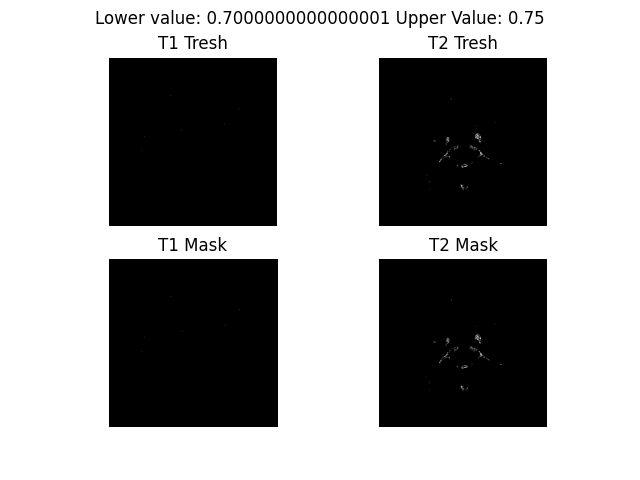 Lower value: 0.7000000000000001 Upper Value: 0.75
T1 Tresh
T2 Tresh
T1 Mask
T2 Mask